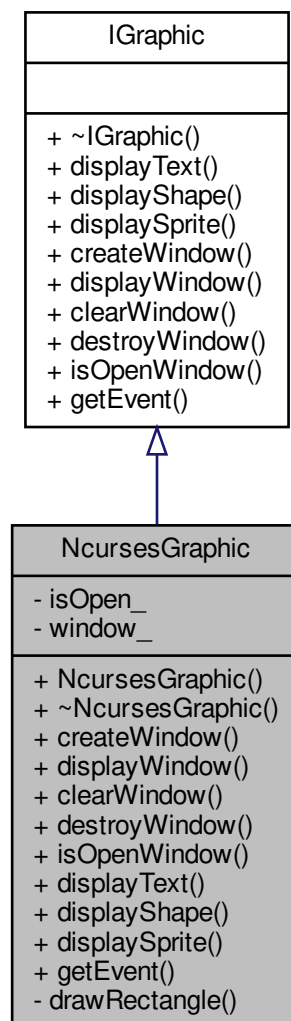 IGraphic
+ ~IGraphic()
+ displayText()
+ displayShape()
+ displaySprite()
+ createWindow()
+ displayWindow()
+ clearWindow()
+ destroyWindow()
+ isOpenWindow()
+ getEvent()
NcursesGraphic
- isOpen_
- window_
+ NcursesGraphic()
+ ~NcursesGraphic()
+ createWindow()
+ displayWindow()
+ clearWindow()
+ destroyWindow()
+ isOpenWindow()
+ displayText()
+ displayShape()
+ displaySprite()
+ getEvent()
- drawRectangle()